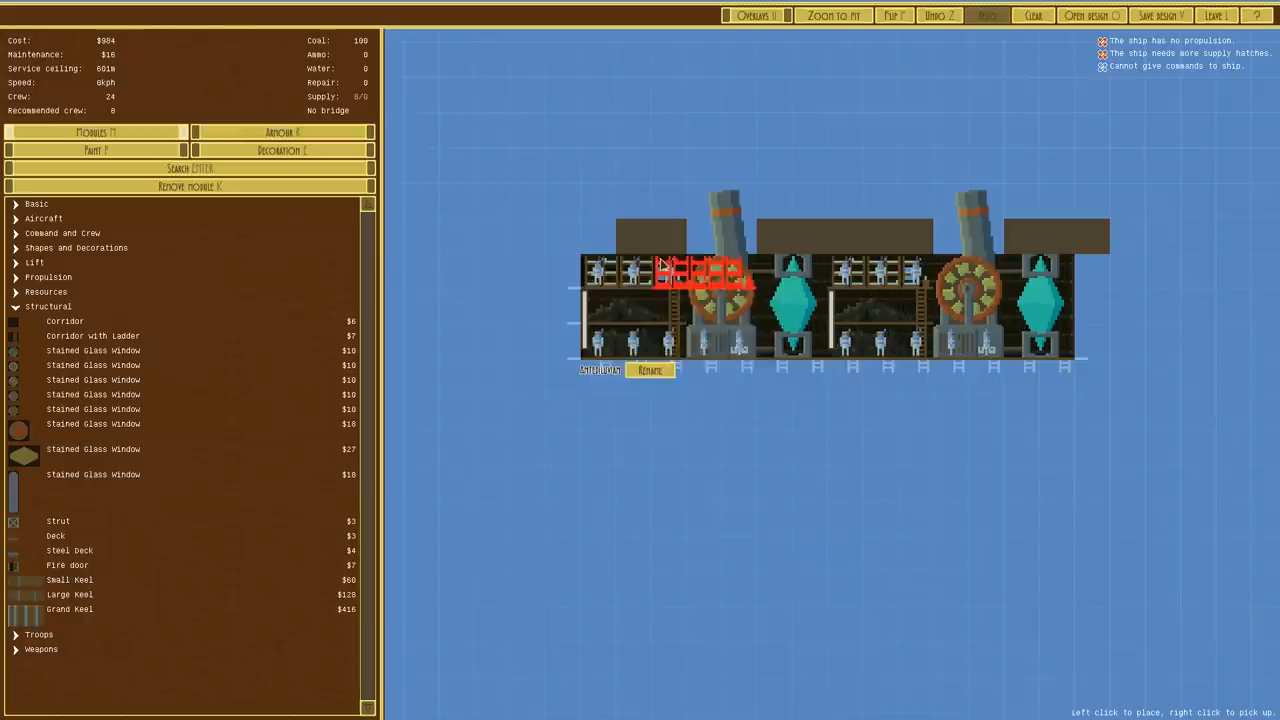 OVERLAYS U
ZOOM TO FIT
FLIP F
UNDO Z
REDO
CLEAR
OPEN DESIGN O
SAVE DESIGN V
LEAVE L
?
Cost: $984
Maintenance: $16
Service ceiling: 601m
Speed: 0kph
Crew: 24
Recommended crew: 8
Coal: 100
Ammo: 0
Water: 0
Repair: 0
Supply: 8/0
No bridge
The ship has no propulsion.
The ship needs more supply hatches.
Cannot give commands to ship.
MODULES M
ARMOUR R
PAINT P
DECORATION E
SEARCH ENTER
REMOVE MODULE K
Basic
Aircraft
Command and Crew
Shapes and Decorations
Lift
Propulsion
Resources
Structural
Corridor $6
Corridor with Ladder $7
Stained Glass Window $10
Stained Glass Window $10
Stained Glass Window $10
Stained Glass Window $10
Stained Glass Window $10
Stained Glass Window $18
Stained Glass Window $27
Stained Glass Window $18
Strut $3
Deck $3
Steel Deck $4
Fire door $7
Small Keel $60
Large Keel $128
Grand Keel $416
Troops
Weapons
RENAME
Left click to place, right click to pick up.